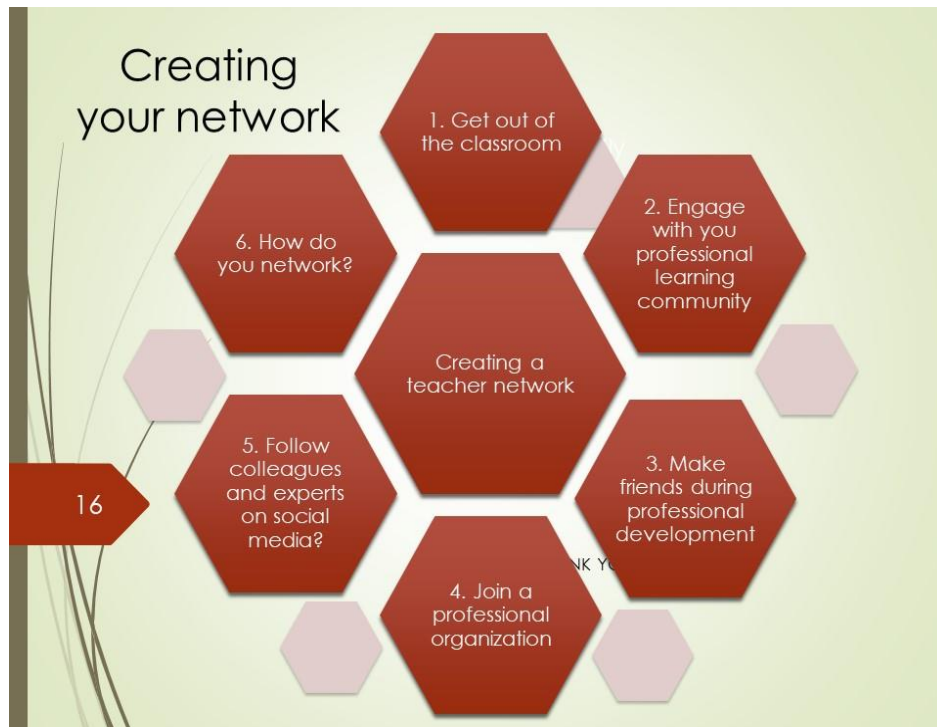 Creating
your network
1. Get out of
the classroom
2. Engage
with you
professional
learning
community
3. Make
friends during
professional
development
4. Join a
professional
organization
5. Follow
colleagues
and experts
on social
media?
6. How do
you network?
Creating a
teacher network
16